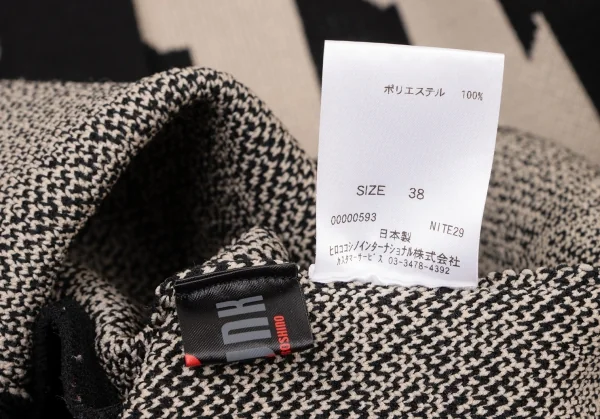 ポリエステル 100%
SIZE 38
00000593 NITE29
日本製
ヒロココシノインターナショナル株式会社
カスタマーサービス 03-3478-4392